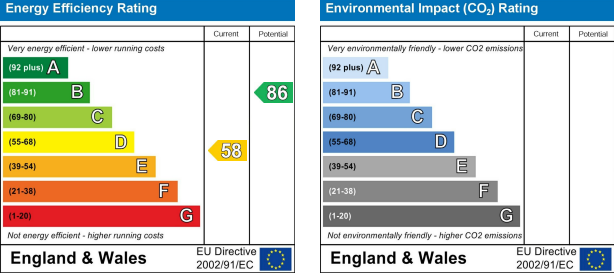 Energy Efficiency Rating
Current Potential
Very energy efficient - lower running costs
(92 plus) A
(81-91) B
(69-80) C
(55-68) D
(39-54) E
(21-38) F
(1-20) G
86
58
Not energy efficient - higher running costs
England & Wales
EU Directive
2002/91/EC
Environmental Impact (CO2) Rating
Current Potential
Very environmentally friendly - lower CO2 emissions
(92 plus) A
(81-91) B
(69-80) C
(55-68) D
(39-54) E
(21-38) F
(1-20) G
Not environmentally friendly - higher CO2 emissions
England & Wales
EU Directive
2002/91/EC